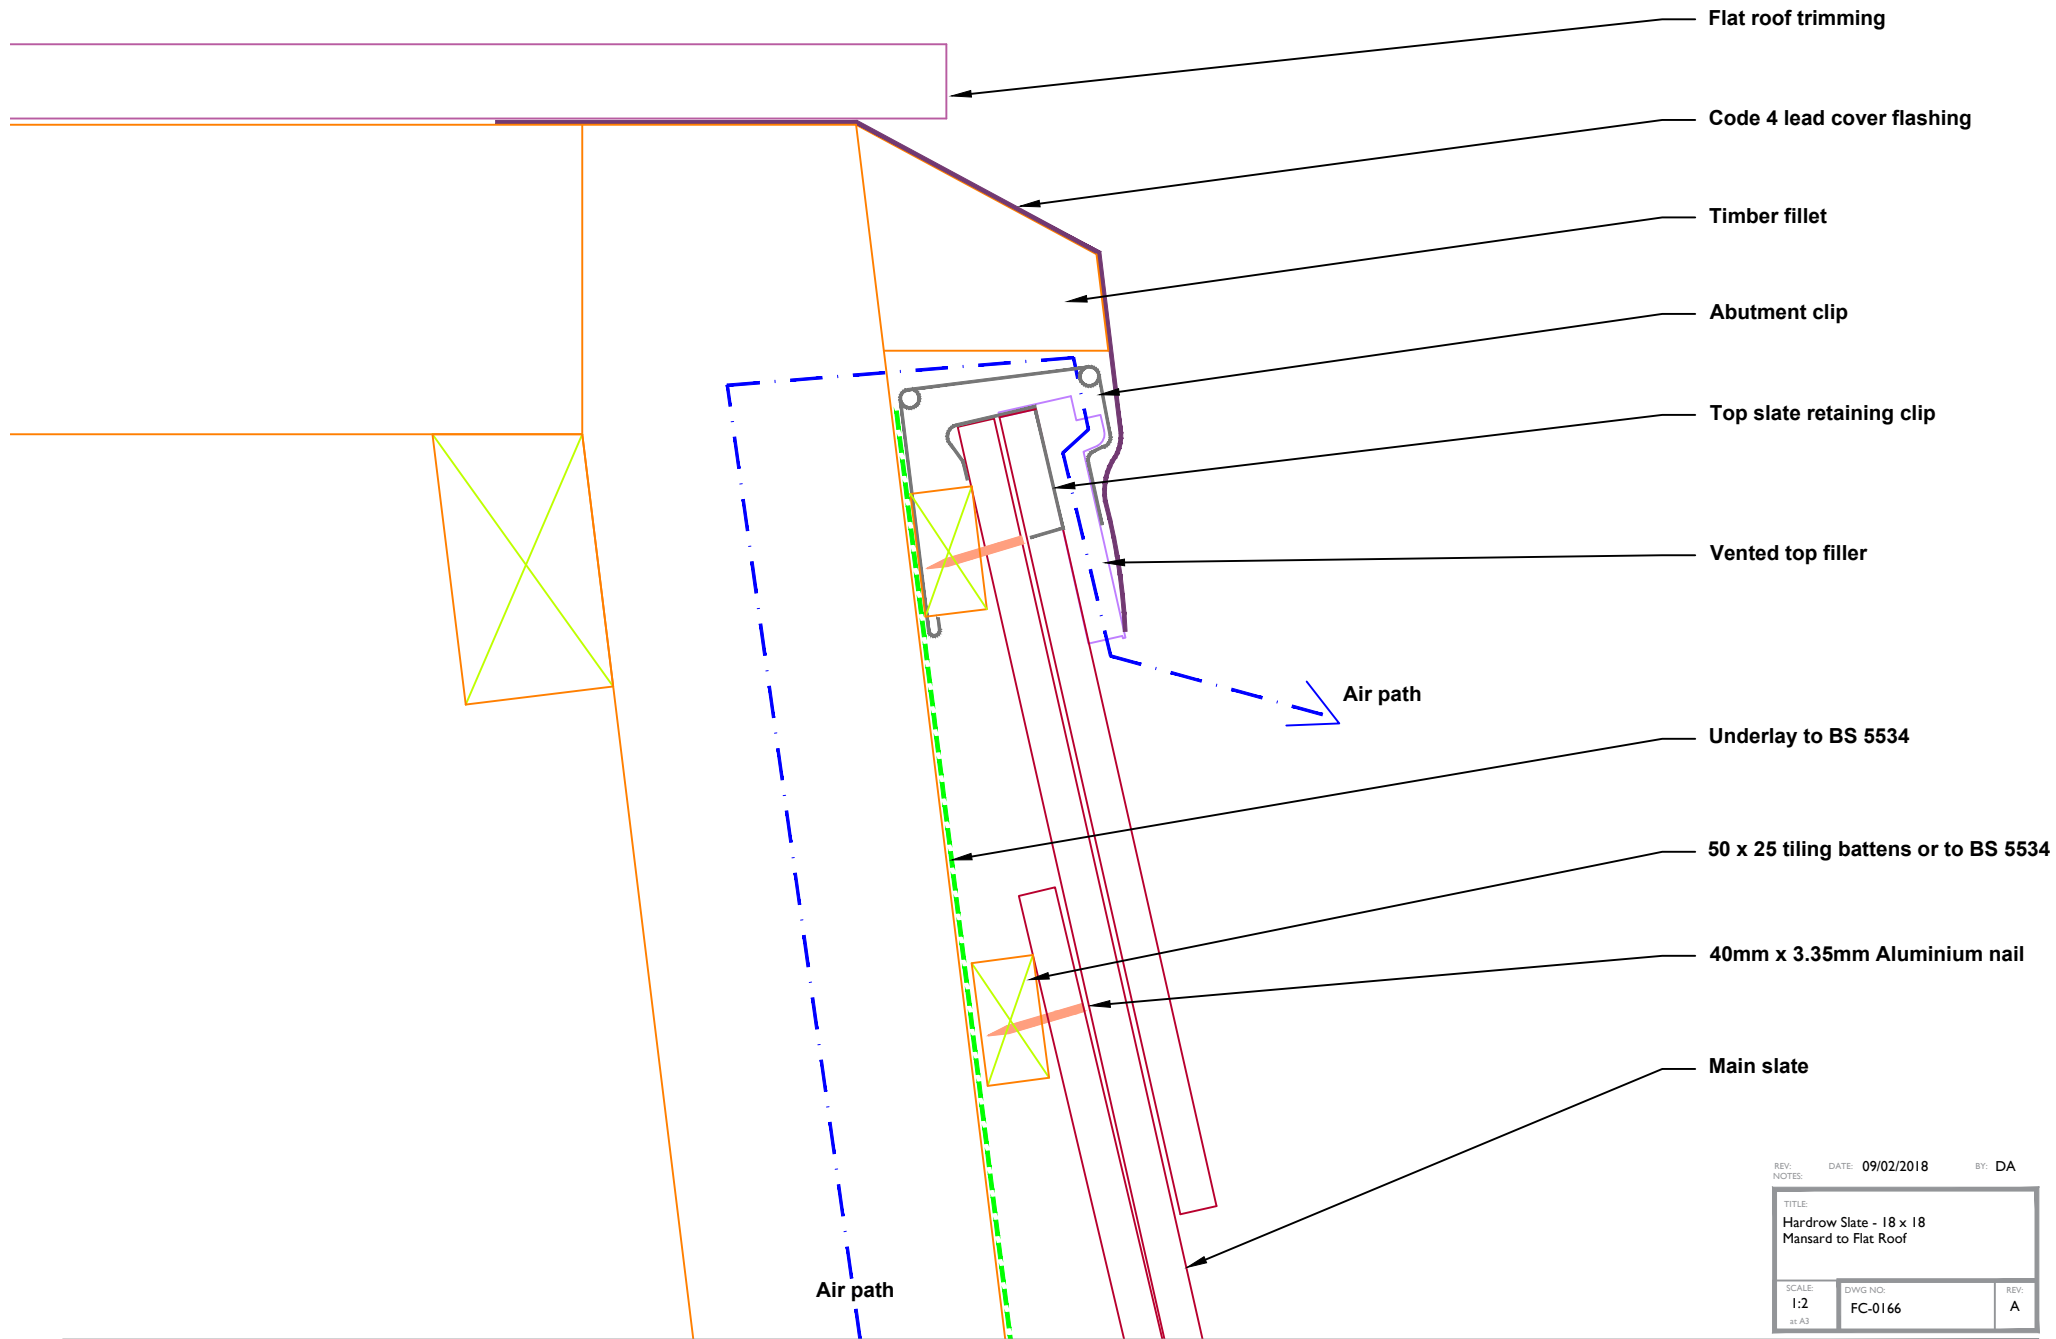 Flat roof trimming
Code 4 lead cover flashing
Timber fillet
Abutment clip
Top slate retaining clip
Vented top filler
Air path
Underlay to BS 5534
50 x 25 tiling battens or to BS 5534
40mm x 3.35mm Aluminium nail
Main slate
Air path
REV: DATE: 09/02/2018 BY: DA
NOTES:
TITLE:
Hardrow Slate - 18 x 18
Mansard to Flat Roof
SCALE: DWG NO: REV:
1:2 FC-0166 A
at A3